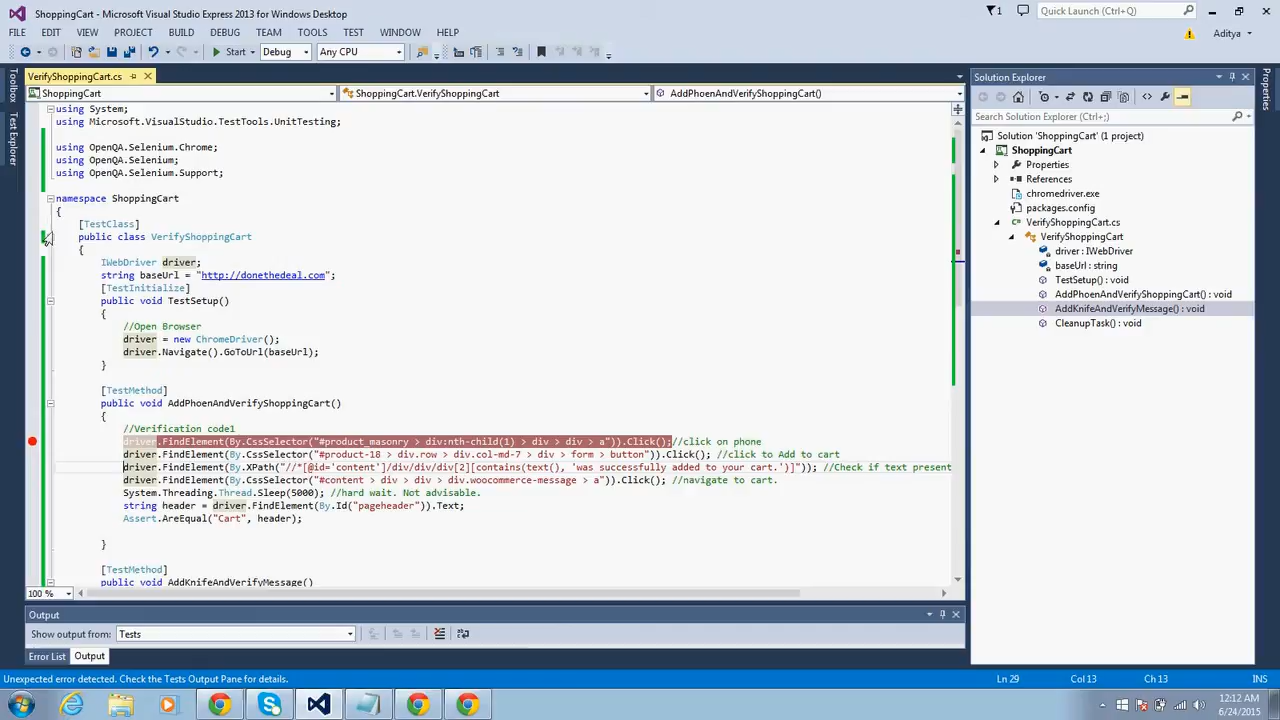 ShoppingCart - Microsoft Visual Studio Express 2013 for Windows Desktop
1
Quick Launch (Ctrl+Q)
FILE EDIT VIEW PROJECT BUILD DEBUG TEAM TOOLS TEST WINDOW HELP
Aditya
Start Debug Any CPU
Toolbox
Test Explorer
VerifyShoppingCart.cs
ShoppingCart
ShoppingCart.VerifyShoppingCart
AddPhoenAndVerifyShoppingCart()
using System;
using Microsoft.VisualStudio.TestTools.UnitTesting;
using OpenQA.Selenium.Chrome;
using OpenQA.Selenium;
using OpenQA.Selenium.Support;
namespace ShoppingCart
{
[TestClass]
public class VerifyShoppingCart
{
IWebDriver driver;
string baseUrl = "http://donethedeal.com";
[TestInitialize]
public void TestSetup()
{
//Open Browser
driver = new ChromeDriver();
driver.Navigate().GoToUrl(baseUrl);
}
[TestMethod]
public void AddPhoenAndVerifyShoppingCart()
{
//Verification code1
driver.FindElement(By.CssSelector("#product_masonry > div:nth-child(1) > div > div > a")).Click();//click on phone
driver.FindElement(By.CssSelector("#product-18 > div.row > div.col-md-7 > div > form > button")).Click(); //click to Add to cart
driver.FindElement(By.XPath("//*[@id='content']/div/div/div[2][contains(text(), 'was successfully added to your cart.')]")); //Check if text present
driver.FindElement(By.CssSelector("#content > div > div > div.woocommerce-message > a")).Click(); //navigate to cart.
System.Threading.Thread.Sleep(5000); //hard wait. Not advisable.
string header = driver.FindElement(By.Id("pageheader")).Text;
Assert.AreEqual("Cart", header);
}
[TestMethod]
public void AddKnifeAndVerifyMessage()
100 %
Output
Show output from: Tests
Error List Output
Solution Explorer
Search Solution Explorer (Ctrl+;)
Solution 'ShoppingCart' (1 project)
ShoppingCart
Properties
References
chromedriver.exe
packages.config
VerifyShoppingCart.cs
VerifyShoppingCart
driver : IWebDriver
baseUrl : string
TestSetup() : void
AddPhoenAndVerifyShoppingCart() : void
AddKnifeAndVerifyMessage() : void
CleanupTask() : void
Properties
Unexpected error detected. Check the Tests Output Pane for details.
Ln 29 Col 13 Ch 13 INS
12:12 AM
6/24/2015